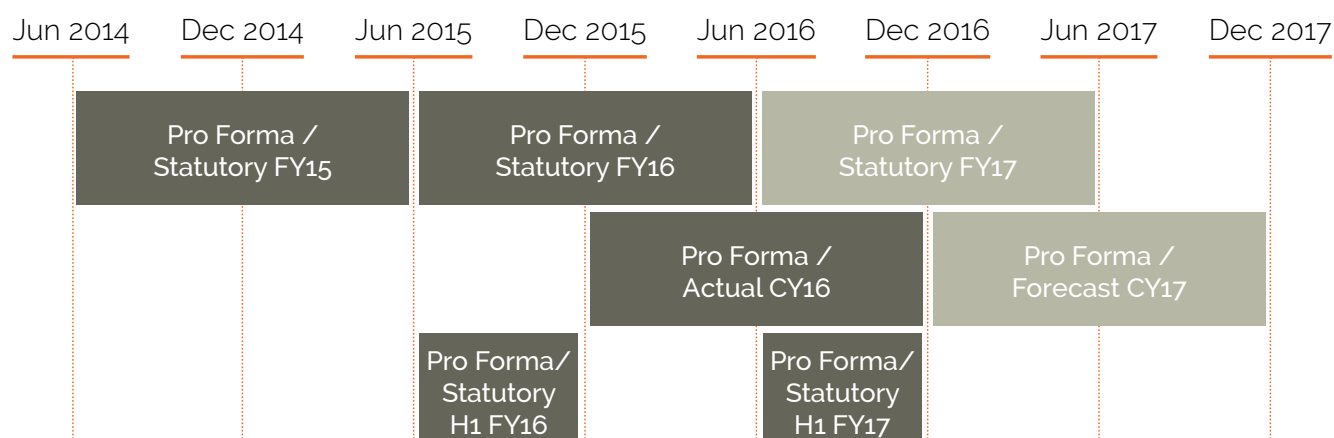 Jun 2014 Dec 2014 Jun 2015 Dec 2015 Jun 2016 Dec 2016 Jun 2017 Dec 2017
Pro Forma /
Statutory FY15
Pro Forma /
Statutory FY16
Pro Forma /
Statutory FY17
Pro Forma /
Actual CY16
Pro Forma /
Forecast CY17
Pro Forma/
Statutory
H1 FY16
Pro Forma/
Statutory
H1 FY17